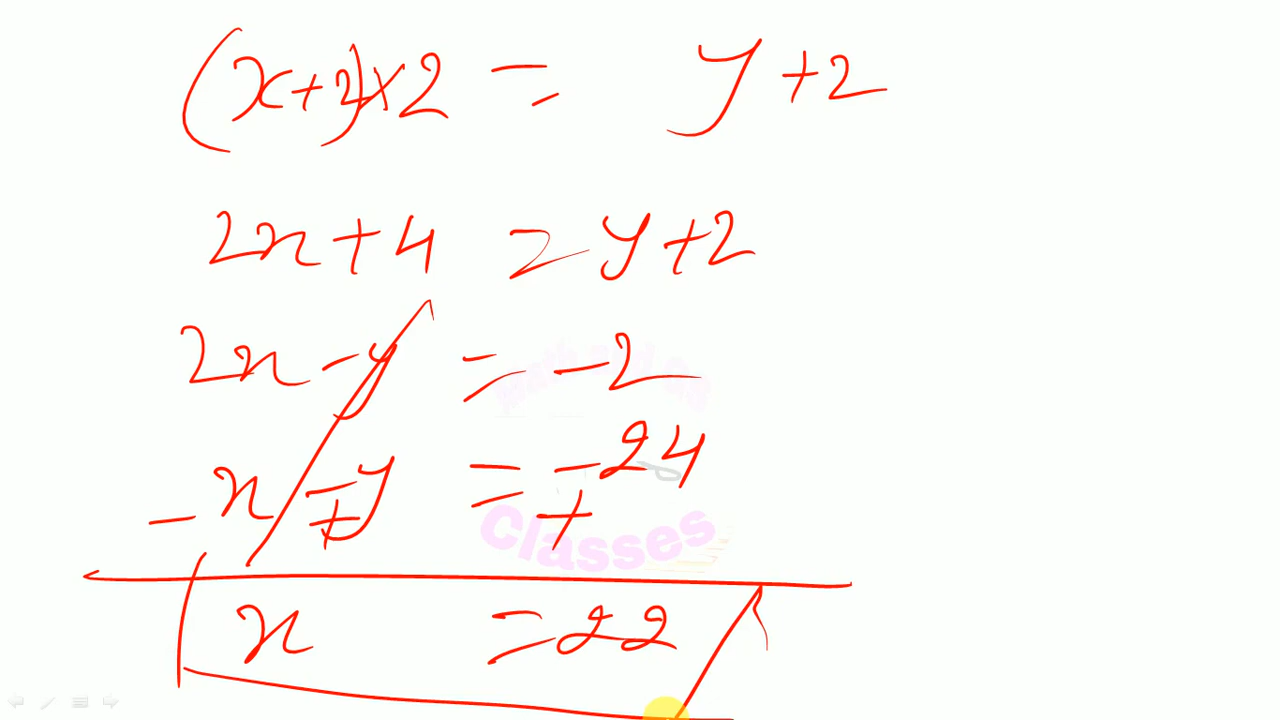 (x+2)×2 = y+2
2x+4 = y+2
2x-y = -2
x-y = -24
- + +
Classes
x = 22